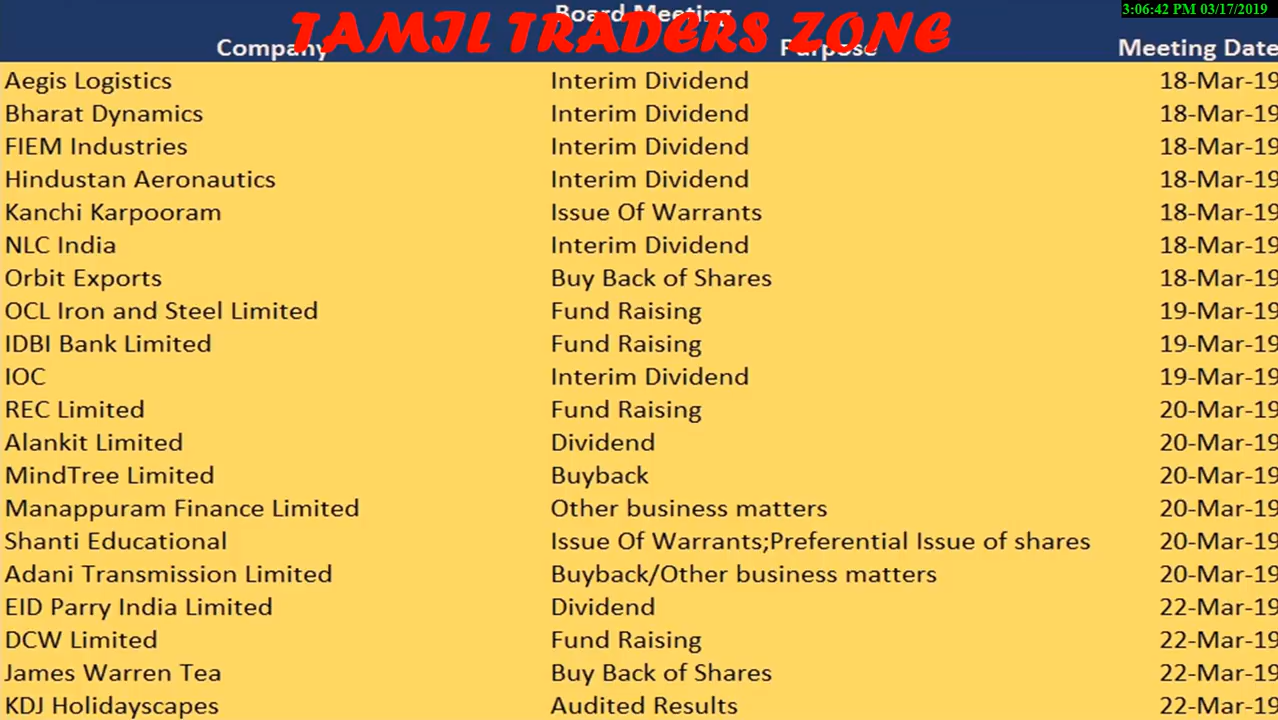 Board Meeting
3:06:42 PM 03/17/2019
TAMIL TRADERS ZONE
Company Purpose Meeting Date
Aegis Logistics Interim Dividend 18-Mar-19
Bharat Dynamics Interim Dividend 18-Mar-19
FIEM Industries Interim Dividend 18-Mar-19
Hindustan Aeronautics Interim Dividend 18-Mar-19
Kanchi Karpooram Issue Of Warrants 18-Mar-19
NLC India Interim Dividend 18-Mar-19
Orbit Exports Buy Back of Shares 18-Mar-19
OCL Iron and Steel Limited Fund Raising 19-Mar-19
IDBI Bank Limited Fund Raising 19-Mar-19
IOC Interim Dividend 19-Mar-19
REC Limited Fund Raising 20-Mar-19
Alankit Limited Dividend 20-Mar-19
MindTree Limited Buyback 20-Mar-19
Manappuram Finance Limited Other business matters 20-Mar-19
Shanti Educational Issue Of Warrants;Preferential Issue of shares 20-Mar-19
Adani Transmission Limited Buyback/Other business matters 20-Mar-19
EID Parry India Limited Dividend 22-Mar-19
DCW Limited Fund Raising 22-Mar-19
James Warren Tea Buy Back of Shares 22-Mar-19
KDJ Holidayscapes Audited Results 22-Mar-19